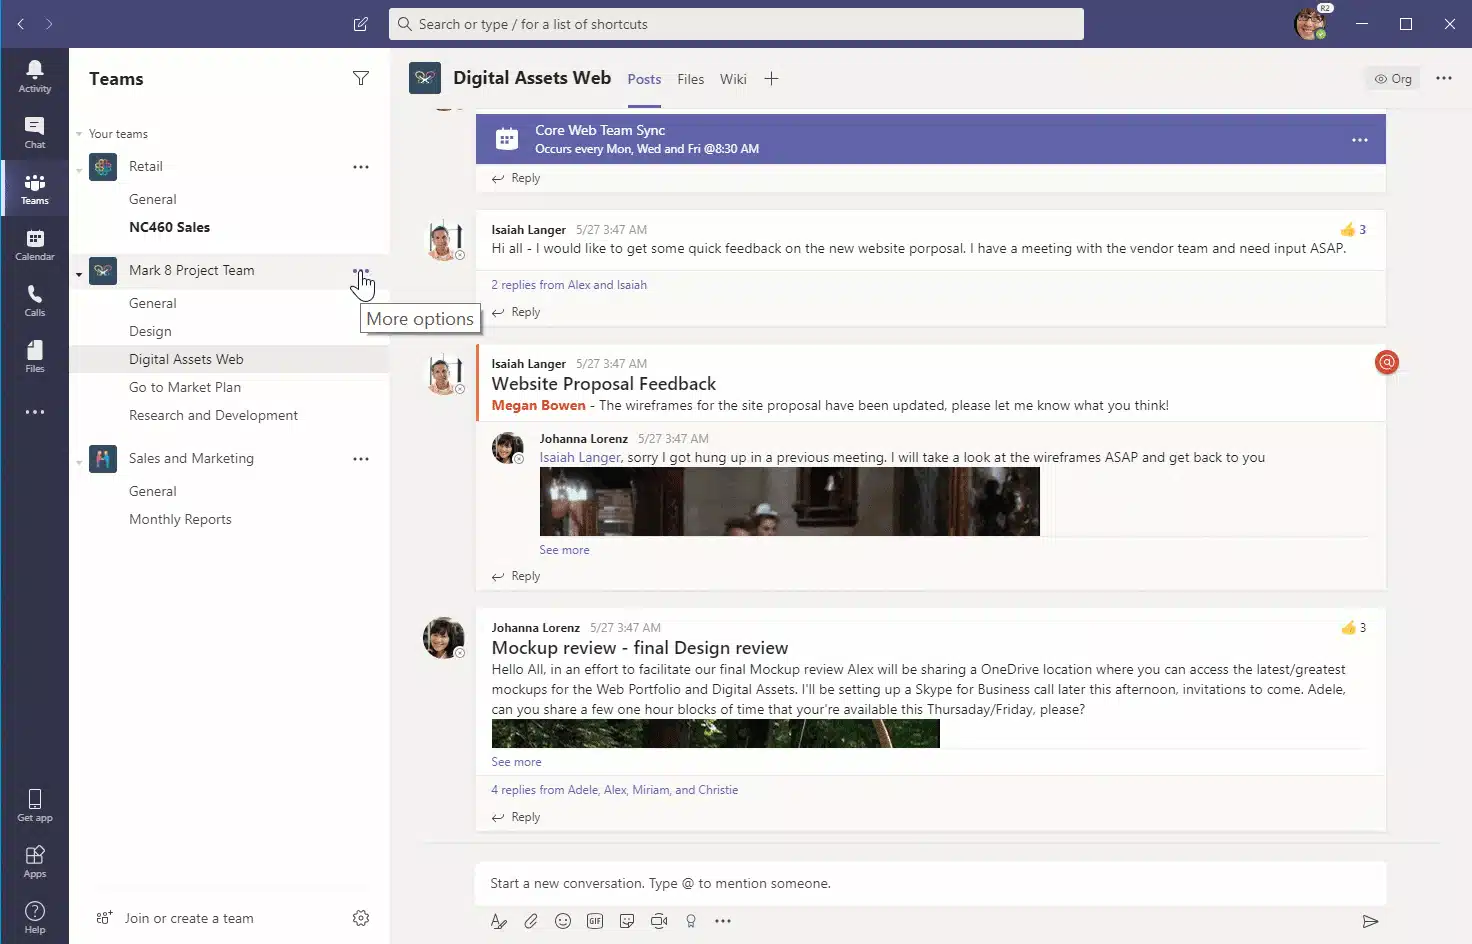 Search or type / for a list of shortcuts
R2
Activity
Chat
Teams
Calendar
Calls
Files
Get app
Apps
Help
Teams
Your teams
Retail
General
NC460 Sales
Mark 8 Project Team
More options
General
Design
Digital Assets Web
Go to Market Plan
Research and Development
Sales and Marketing
General
Monthly Reports
Join or create a team
Digital Assets Web Posts Files Wiki
Org
Core Web Team Sync
Occurs every Mon, Wed and Fri @8:30 AM
Reply
Isaiah Langer 5/27 3:47 AM
3
Hi all - I would like to get some quick feedback on the new website porposal. I have a meeting with the vendor team and need input ASAP.
2 replies from Alex and Isaiah
Reply
Isaiah Langer 5/27 3:47 AM
Website Proposal Feedback
Megan Bowen - The wireframes for the site proposal have been updated, please let me know what you think!
Johanna Lorenz 5/27 3:47 AM
Isaiah Langer, sorry I got hung up in a previous meeting. I will take a look at the wireframes ASAP and get back to you
See more
Reply
Johanna Lorenz 5/27 3:47 AM
3
Mockup review - final Design review
Hello All, in an effort to facilitate our final Mockup review Alex will be sharing a OneDrive location where you can access the latest/greatest
mockups for the Web Portfolio and Digital Assets. I'll be setting up a Skype for Business call later this afternoon, invitations to come. Adele,
can you share a few one hour blocks of time that your're available this Thursaday/Friday, please?
See more
4 replies from Adele, Alex, Miriam, and Christie
Reply
Start a new conversation. Type @ to mention someone.
GIF